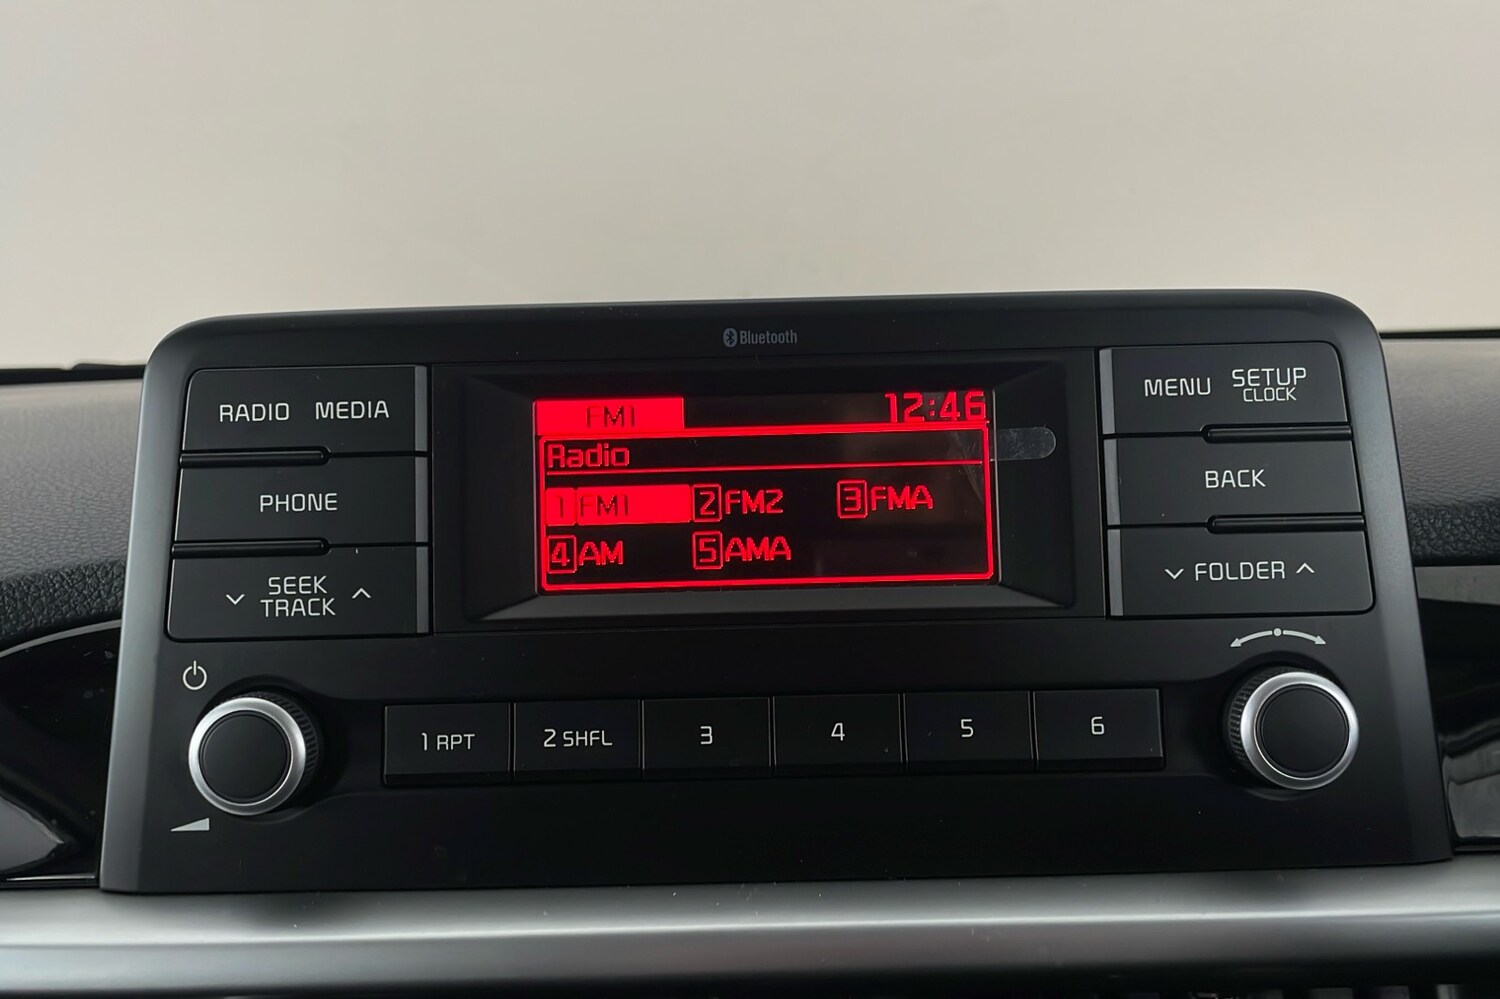 Bluetooth
RADIO MEDIA
PHONE
SEEK
TRACK
FM1 12:46
Radio
1 FM1 2 FM2 3 FMA
4 AM 5 AMA
MENU SETUP
CLOCK
BACK
FOLDER
1 RPT 2 SHFL 3 4 5 6